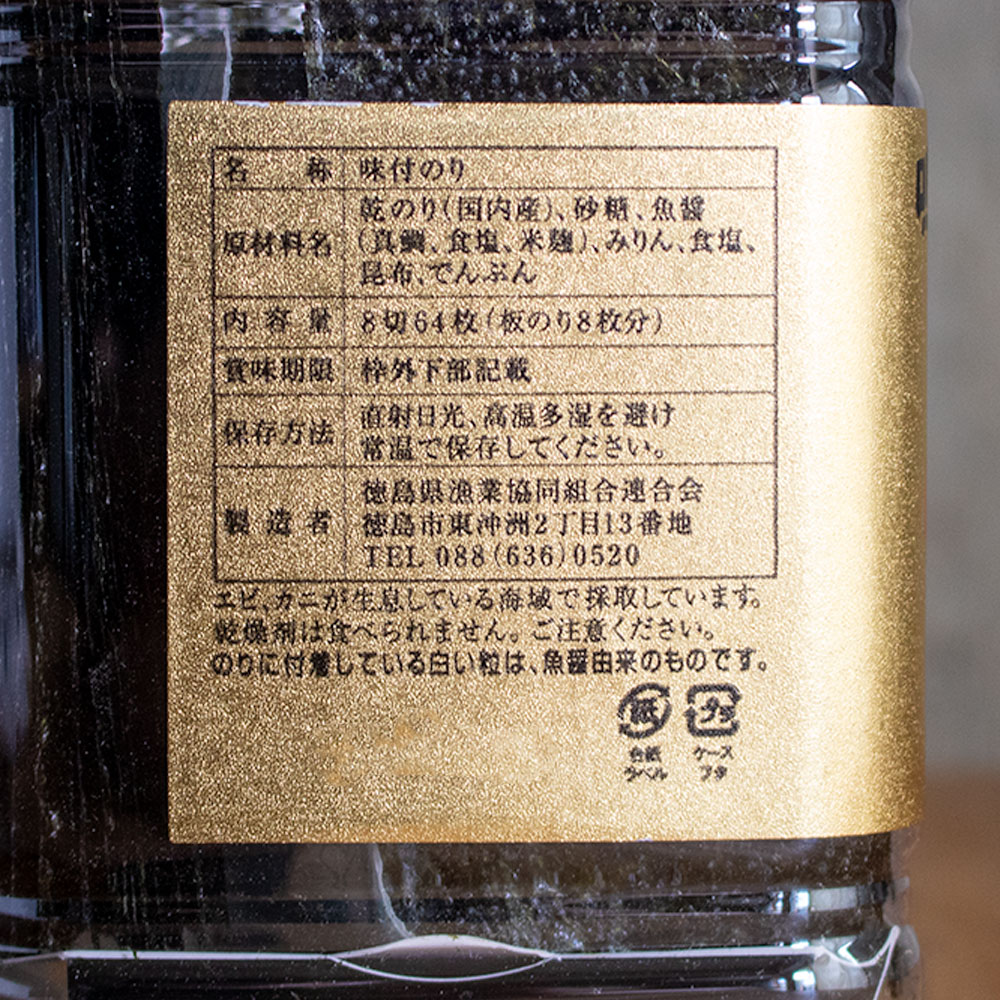 名称 味付のり
原材料名 乾のり(国内産)、砂糖、魚醤
(真鯛、食塩、米麹)、みりん、食塩、
昆布、でんぷん
内容量 8切64枚(板のり8枚分)
賞味期限 枠外下部記載
保存方法 直射日光、高温多湿を避け
常温で保存してください。
製造者 徳島県漁業協同組合連合会
徳島市東沖洲2丁目13番地
TEL 088(636)0520
エビ、カニが生息している海域で採取しています。
乾燥剤は食べられません。ご注意ください。
のりに付着している白い粒は、魚醤由来のものです。
紙 プラ
台紙 ケース
ラベル フタ